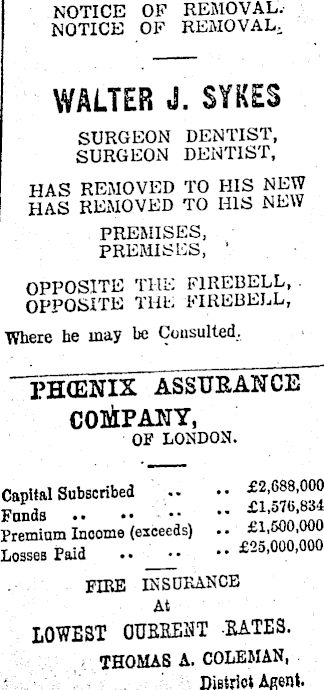 NOTICE OF REMOVAL.
NOTICE OF REMOVAL.
WALTER J. SYKES
SURGEON DENTIST,
SURGEON DENTIST,
HAS REMOVED TO HIS NEW
HAS REMOVED TO HIS NEW
PREMISES,
PREMISES,
OPPOSITE THE FIREBELL,
OPPOSITE THE FIREBELL,
Where he may be Consulted.
PHŒNIX ASSURANCE
COMPANY,
OF LONDON.
Capital Subscribed .. .. £2,688,000
Funds .. .. .. .. £1,576,834
Premium Income (exceeds) .. £1,500,000
Losses Paid .. .. .. £25,000,000
FIRE INSURANCE
At
LOWEST CURRENT RATES.
THOMAS A. COLEMAN,
District Agent.